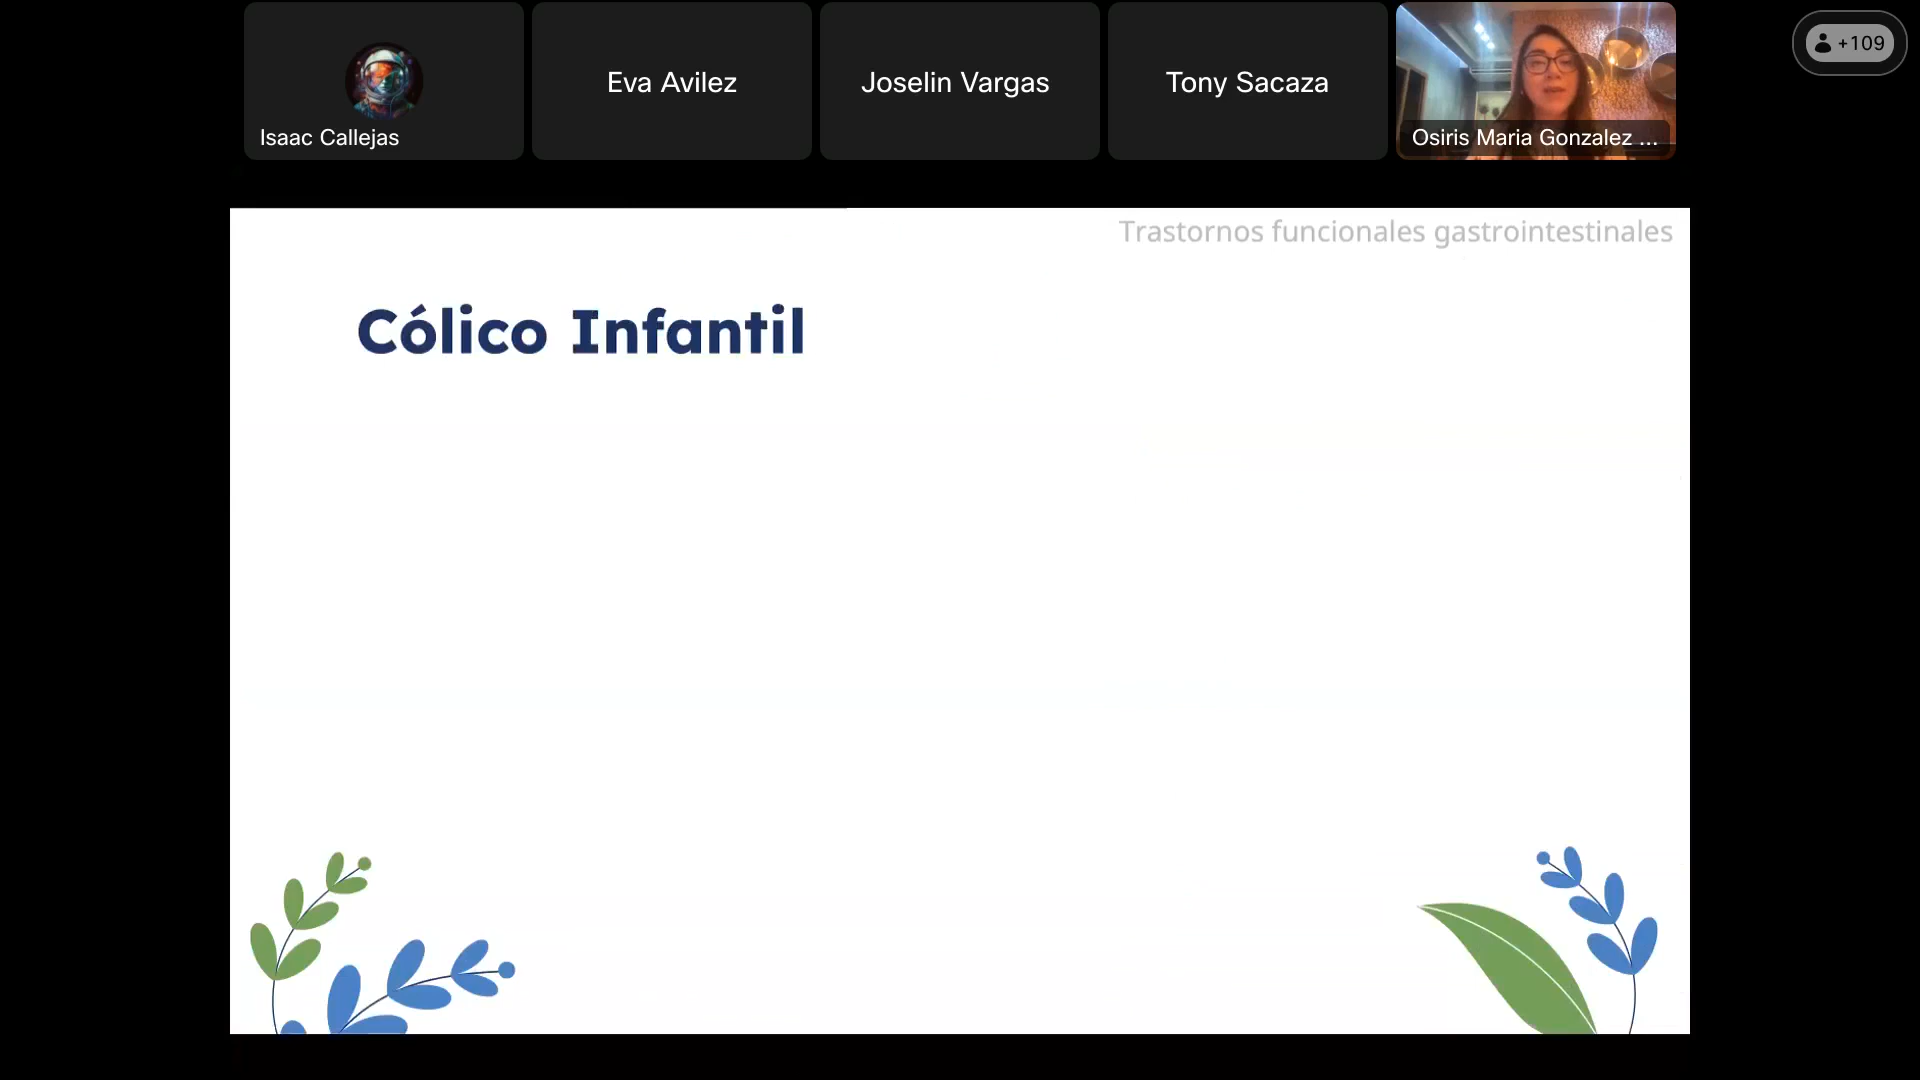 Isaac Callejas
Eva Avilez
Joselin Vargas
Tony Sacaza
Osiris Maria Gonzalez ...
+109
Trastornos funcionales gastrointestinales
Cólico Infantil